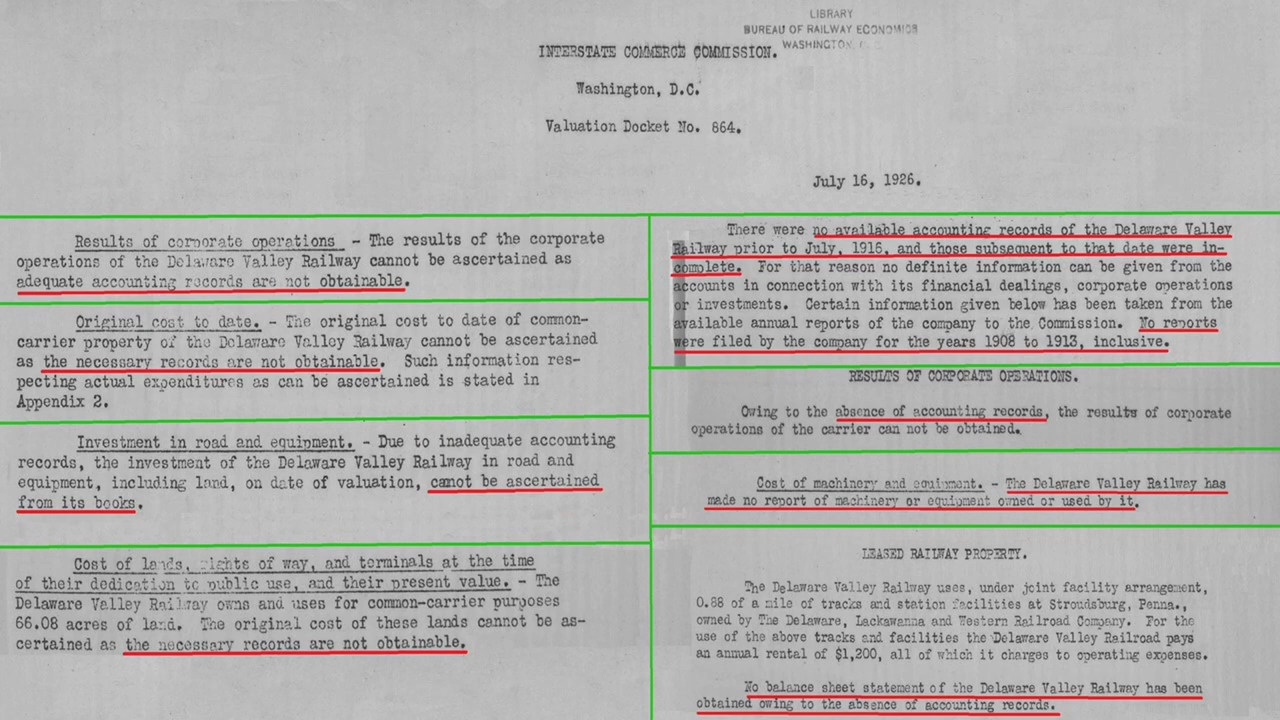 LIBRARY
BUREAU OF RAILWAY ECONOMICS
WASHINGTON, D.C.
INTERSTATE COMMERCE COMMISSION.
Washington, D.C.
Valuation Docket No. 864.
July 16, 1926.
Results of corporate operations - The results of the corporate
operations of the Delaware Valley Railway cannot be ascertained as
adequate accounting records are not obtainable.
Original cost to date. - The original cost to date of common-
carrier property of the Delaware Valley Railway cannot be ascertained
as the necessary records are not obtainable. Such information res-
pecting actual expenditures as can be ascertained is stated in
Appendix 2.
Investment in road and equipment. - Due to inadequate accounting
records, the investment of the Delaware Valley Railway in road and
equipment, including land, on date of valuation, canot be ascertained
from its books.
Cost of lands, rights of way, and terminals at the time
of their dedication to public use, and their present value. - The
Delaware Valley Railway owns and uses for common-carrier purposes
66.08 acres of land. The original cost of these lands cannot be as-
certained as the necessary records are not obtainable.
There were no available accounting records of the Delaware Valley
Railway prior to July, 1916, and those subsequent to that date were in-
complete. For that reason no definite information can be given from the
accounts in connection with its financial dealings, corporate operations
or investments. Certain information given below has been taken from the
available annual reports of the company to the Commission. No reports
were filed by the company for the years 1908 to 1913, inclusive.
RESULTS OF CORPORATE OPERATIONS.
Owing to the absence of accounting records, the results of corporate
operations of the carrier can not be obtained.
Cost of machinery and equipment. - The Delaware Valley Railway has
made no report of machinery or equipment owned or used by it.
LEASED RAILWAY PROPERTY.
The Delaware Valley Railway uses, under joint facility arrangement,
0.68 of a mile of tracks and station facilities at Stroudsburg, Penna.,
owned by The Delaware, Lackawanna and Western Railroad Company. For the
use of the above tracks and facilities the Delaware Valley Railroad pays
an annual rental of $1,200, all of which it charges to operating expenses.
No balance sheet statement of the Delaware Valley Railway has been
obtained owing to the absence of accounting records.